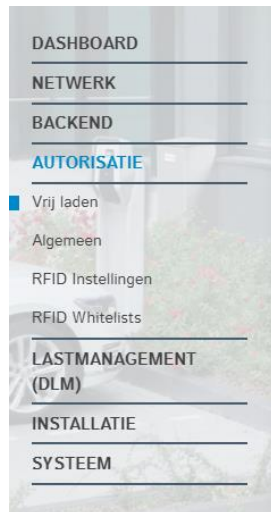 DASHBOARD
NETWERK
BACKEND
AUTORISATIE
Vrij laden
Algemeen
RFID Instellingen
RFID Whitelists
LASTMANAGEMENT
(DLM)
INSTALLATIE
SYSTEEM